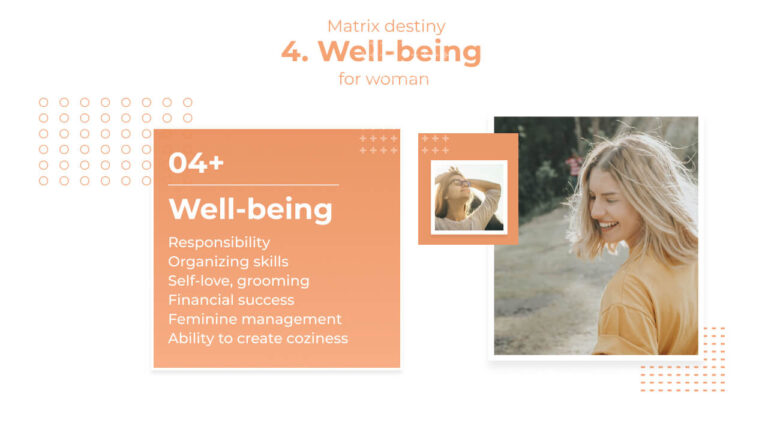 Matrix destiny
4. Well-being
for woman
04+
Well-being
Responsibility
Organizing skills
Self-love, grooming
Financial success
Feminine management
Ability to create coziness